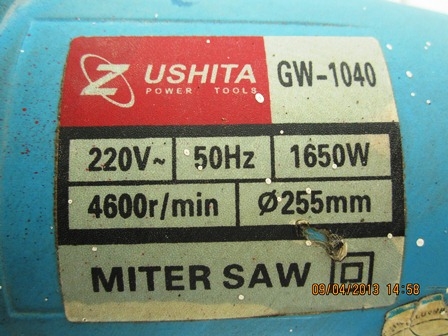 Z USHITA GW-1040
POWER TOOLS
220V~ 50Hz 1650W
4600r/min Ø255mm
MITER SAW
09/04/2013 14:58